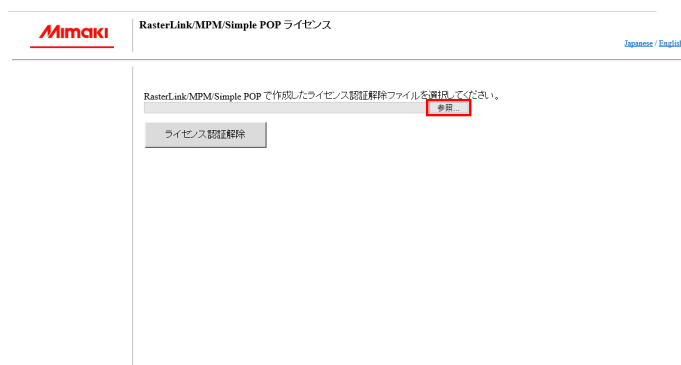 Mimaki
RasterLink/MPM/Simple POP ライセンス
Japanese / English
RasterLink/MPM/Simple POP で作成したライセンス認証解除ファイルを選択してください。
参照...
ライセンス認証解除